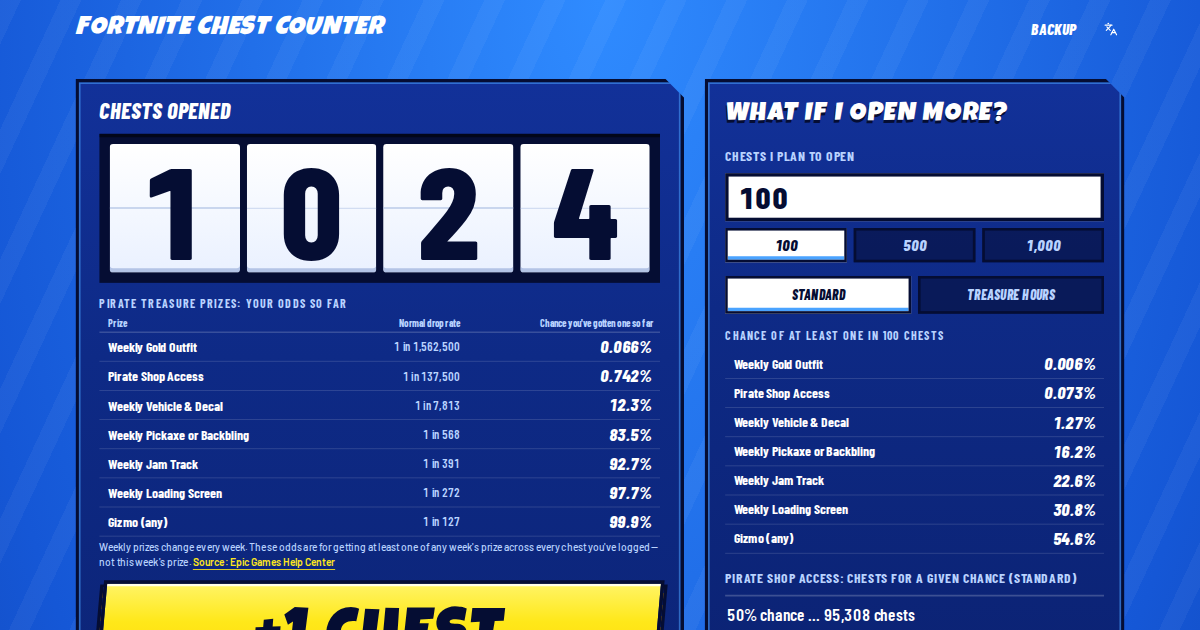 FORTNITE CHEST COUNTER
BACKUP
CHESTS OPENED
1 0 2 4
PIRATE TREASURE PRIZES: YOUR ODDS SO FAR
Prize Normal drop rate Chance you've gotten one so far
Weekly Gold Outfit 1 in 1,562,500 0.066%
Pirate Shop Access 1 in 137,500 0.742%
Weekly Vehicle & Decal 1 in 7,813 12.3%
Weekly Pickaxe or Backbling 1 in 568 83.5%
Weekly Jam Track 1 in 391 92.7%
Weekly Loading Screen 1 in 272 97.7%
Gizmo (any) 1 in 127 99.9%
Weekly prizes change every week. These odds are for getting at least one of any week's prize across every chest you've logged—
not this week's prize. Source: Epic Games Help Center
+1 CHEST
WHAT IF I OPEN MORE?
CHESTS I PLAN TO OPEN
100
100 500 1,000
STANDARD TREASURE HOURS
CHANCE OF AT LEAST ONE IN 100 CHESTS
Weekly Gold Outfit 0.006%
Pirate Shop Access 0.073%
Weekly Vehicle & Decal 1.27%
Weekly Pickaxe or Backbling 16.2%
Weekly Jam Track 22.6%
Weekly Loading Screen 30.8%
Gizmo (any) 54.6%
PIRATE SHOP ACCESS: CHESTS FOR A GIVEN CHANCE (STANDARD)
50% chance ... 95,308 chests